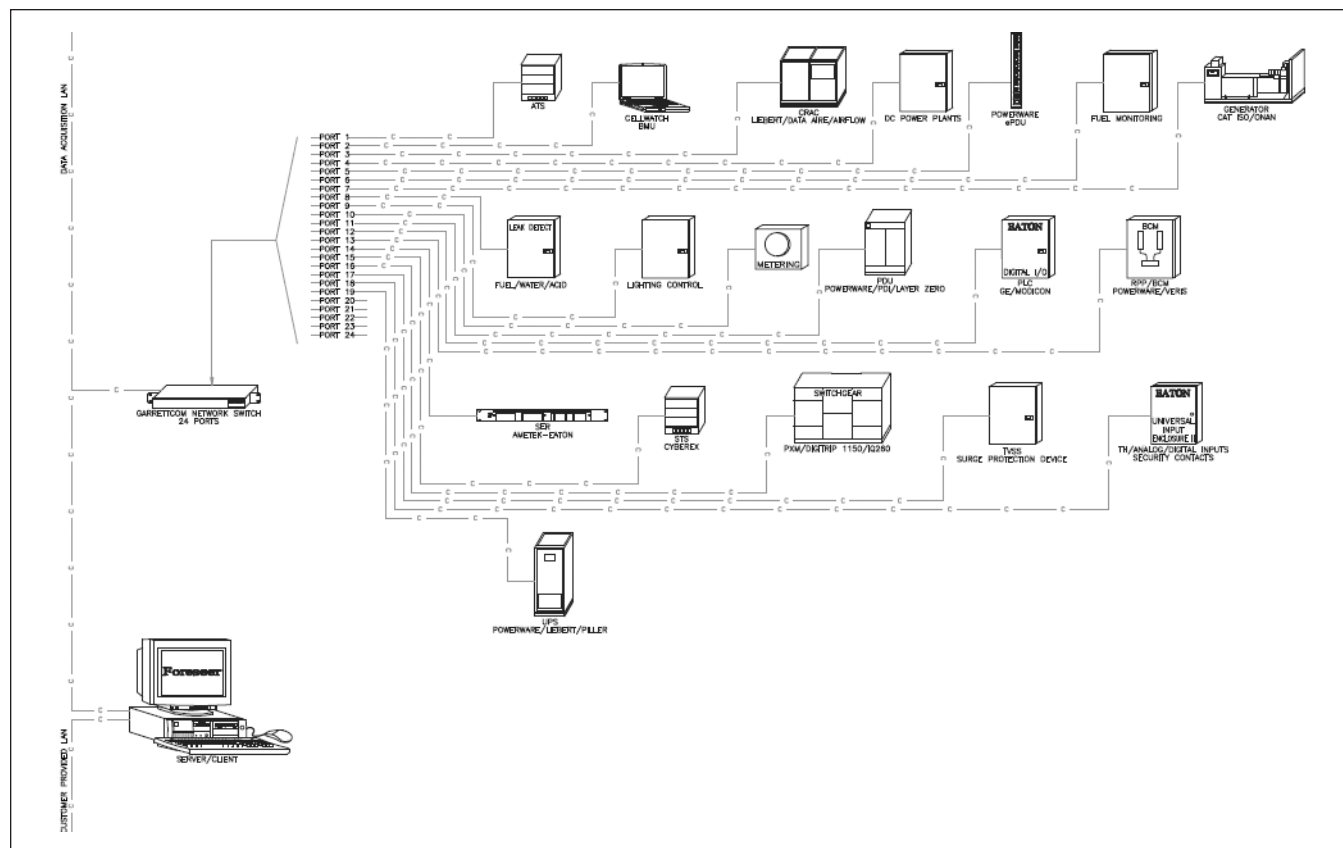 DATA ACQUISITION LAN
ATS
CELLWATCH
BMU
CRAC
LIEBERT/DATA AIRE/AIRFLOW
DC POWER PLANTS
POWERWARE
ePDU
FUEL MONITORING
GENERATOR
CAT ISO/ONAN
PORT 1
PORT 2
PORT 3
PORT 4
PORT 5
PORT 6
PORT 7
PORT 8
PORT 9
PORT 10
PORT 11
PORT 12
PORT 13
PORT 14
PORT 15
PORT 16
PORT 17
PORT 18
PORT 19
PORT 20
PORT 21
PORT 22
PORT 23
PORT 24
LEAK DETECT
FUEL/WATER/ACID
LIGHTING CONTROL
METERING
PDU
POWERWARE/PDI/LAYER ZERO
EATON
DIGITAL I/O
PLC
GE/MODICON
BCM
RPP/BCM
POWERWARE/VERIS
GARRETTCOM NETWORK SWITCH
24 PORTS
SER
AMETEK-EATON
STS
CYBEREX
SWITCHGEAR
PXM/DIGITRIP 1150/IQ280
TVSS
SURGE PROTECTION DEVICE
EATON
UNIVERSAL
INPUT
ENCLOSURE II
TH/ANALOG/DIGITAL INPUTS
SECURITY CONTACTS
UPS
POWERWARE/LIEBERT/PILLER
Foreseer
SERVER/CLIENT
CUSTOMER PROVIDED LAN